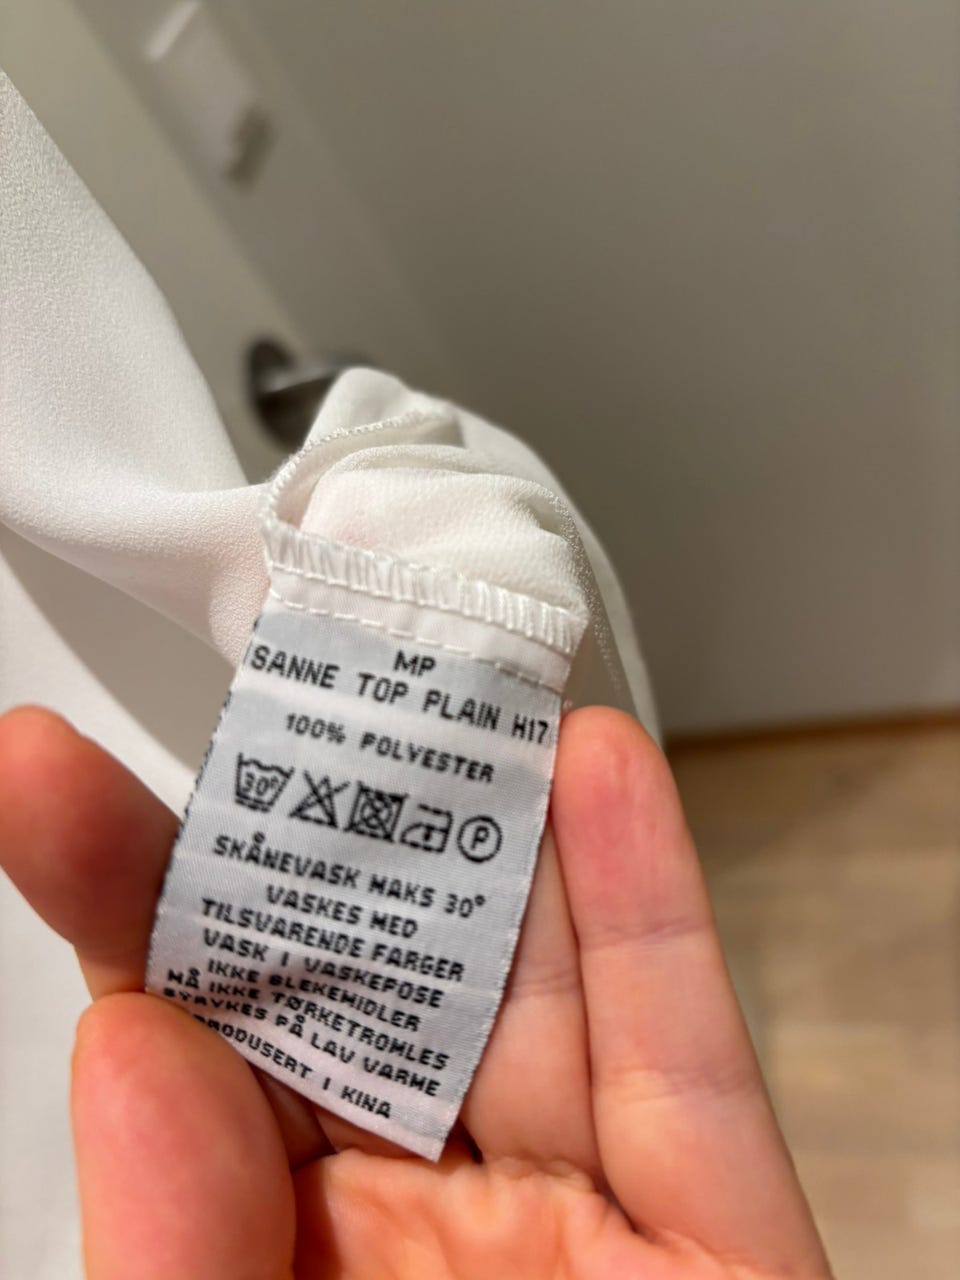 MP
SANNE TOP PLAIN H17
100% POLYESTER
30° P
SKÅNEVASK MAKS 30°
VASKES MED
TILSVARENDE FARGER
VASK I VASKEPOSE
IKKE BLEKEMIDLER
MÅ IKKE TØRKETROMLES
STRYKES PÅ LAV VARME
PRODUSERT I KINA